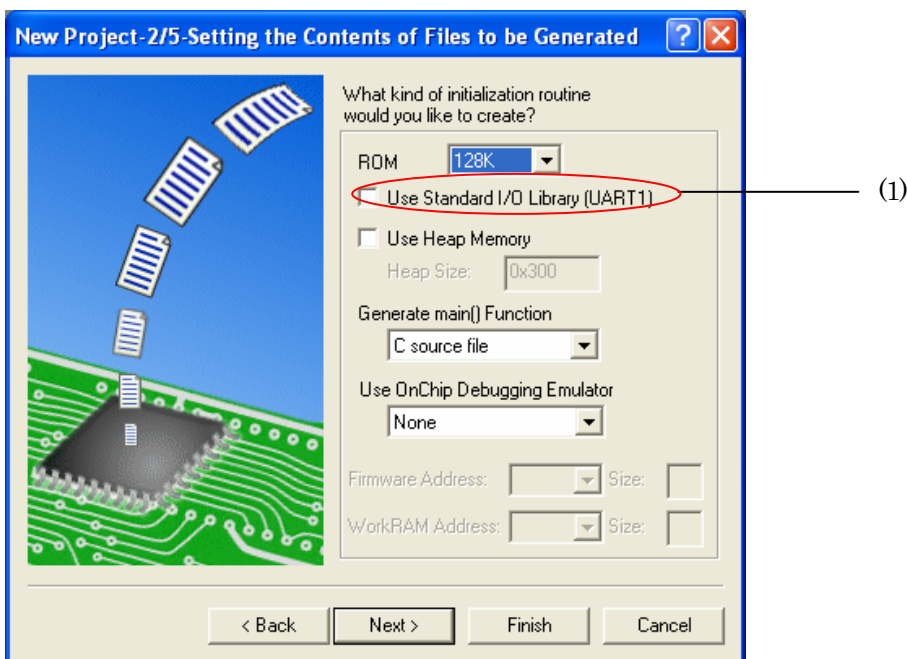 New Project-2/5-Setting the Contents of Files to be Generated
What kind of initialization routine
would you like to create?
ROM 128K
Use Standard I/O Library (UART1)
(1)
Use Heap Memory
Heap Size: 0x300
Generate main() Function
C source file
Use OnChip Debugging Emulator
None
Firmware Address: Size:
WorkRAM Address: Size:
< Back Next > Finish Cancel